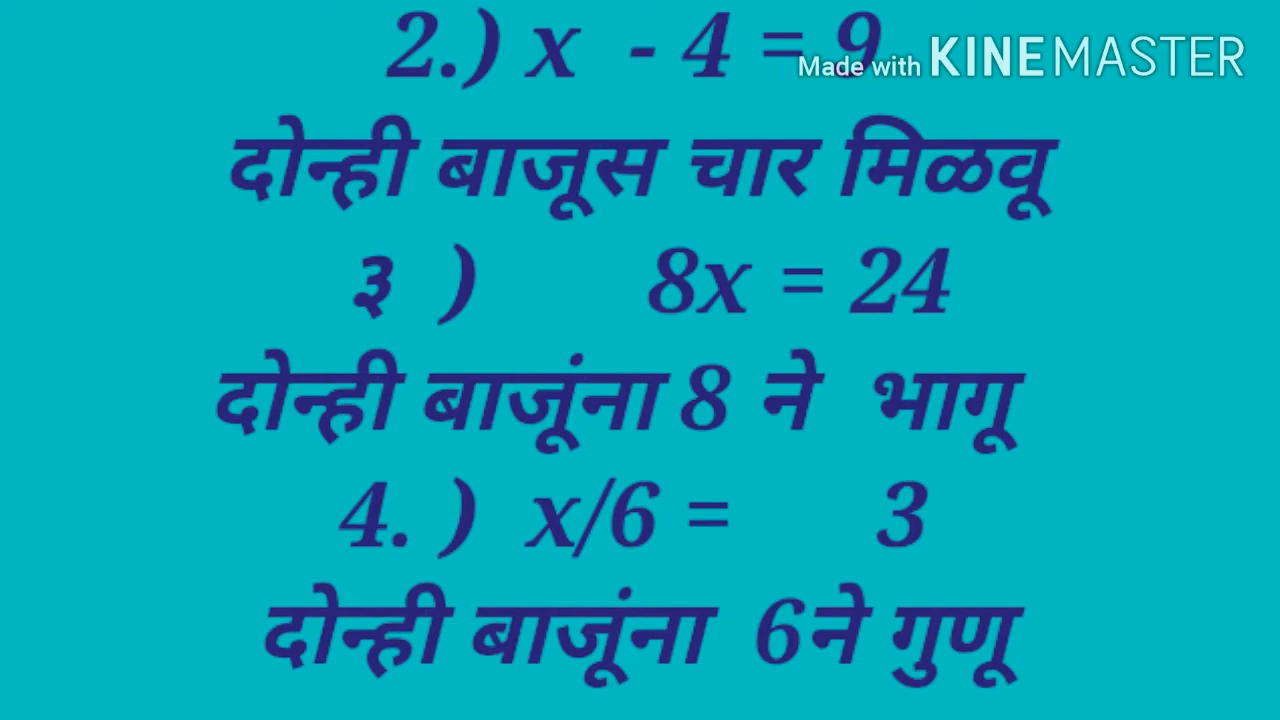 2.) x - 4 = 9
Made with KINEMASTER
दोन्ही बाजूस चार मिळवू
३ ) 8x = 24
दोन्ही बाजूंना 8 ने भागू
4. ) x/6 = 3
दोन्ही बाजूंना 6ने गुणू